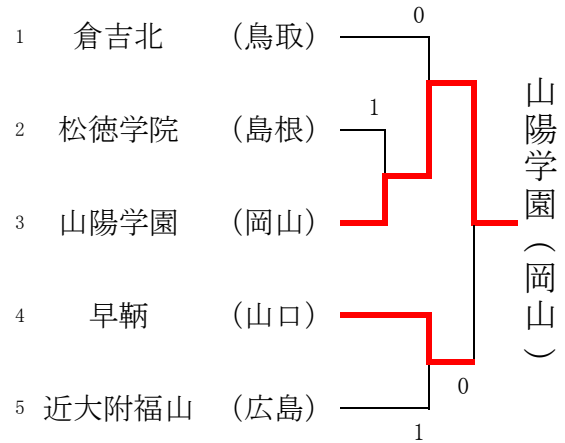 0
1 倉吉北 (鳥取)
1
2 松徳学院 (島根)
3 山陽学園 (岡山)
4 早鞆 (山口)
0
5 近大附福山 (広島)
1
山陽学園(岡山)